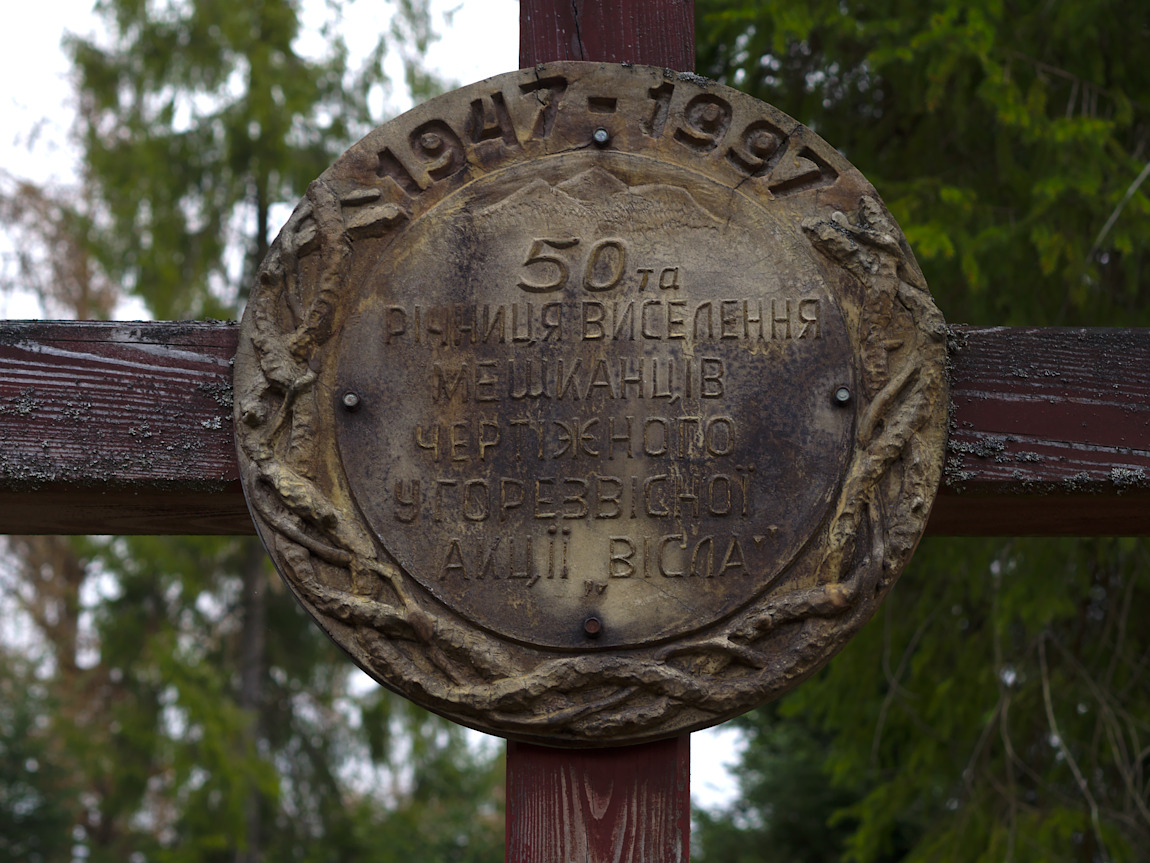 1947-1997
50та
РІЧНИЦЯ ВИСЕЛЕННЯ
МЕШКАНЦІВ
ЧЕРТІЖНОГО
У ГОРЕЗВІСНОЇ
АКЦІЇ „ВІСЛА"